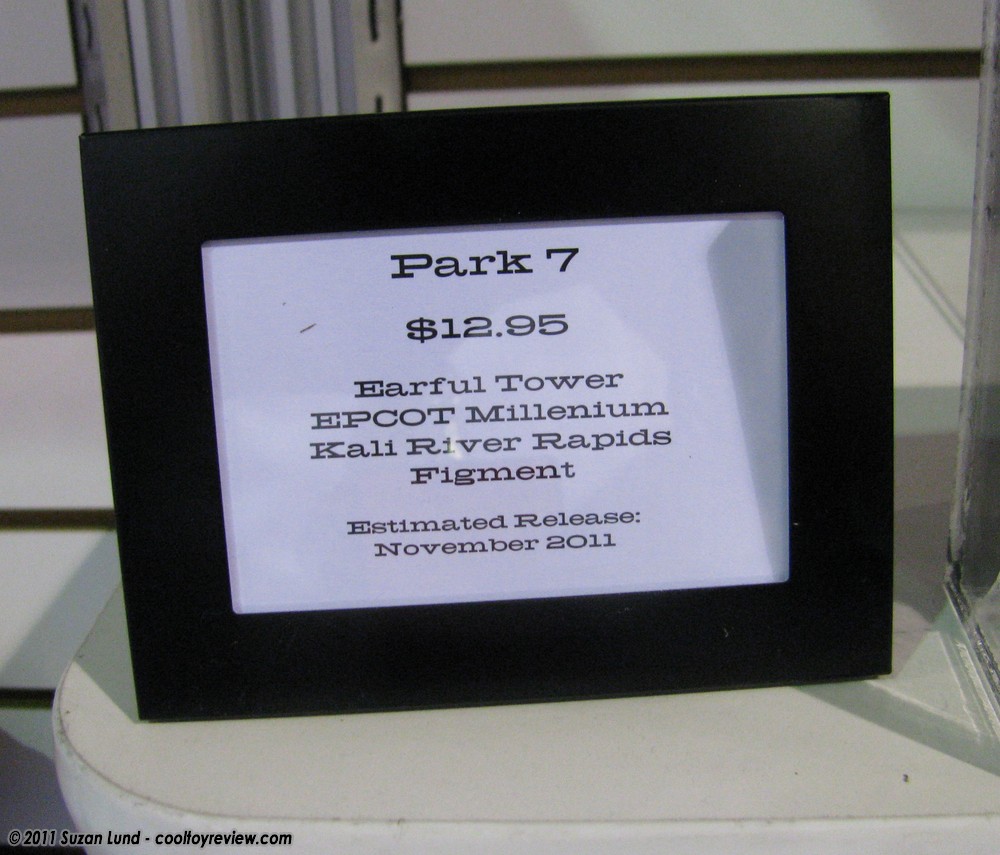 Park 7
$12.95
Earful Tower
EPCOT Millenium
Kali River Rapids
Figment
Estimated Release:
November 2011
© 2011 Suzan Lund - cooltoyreview.com